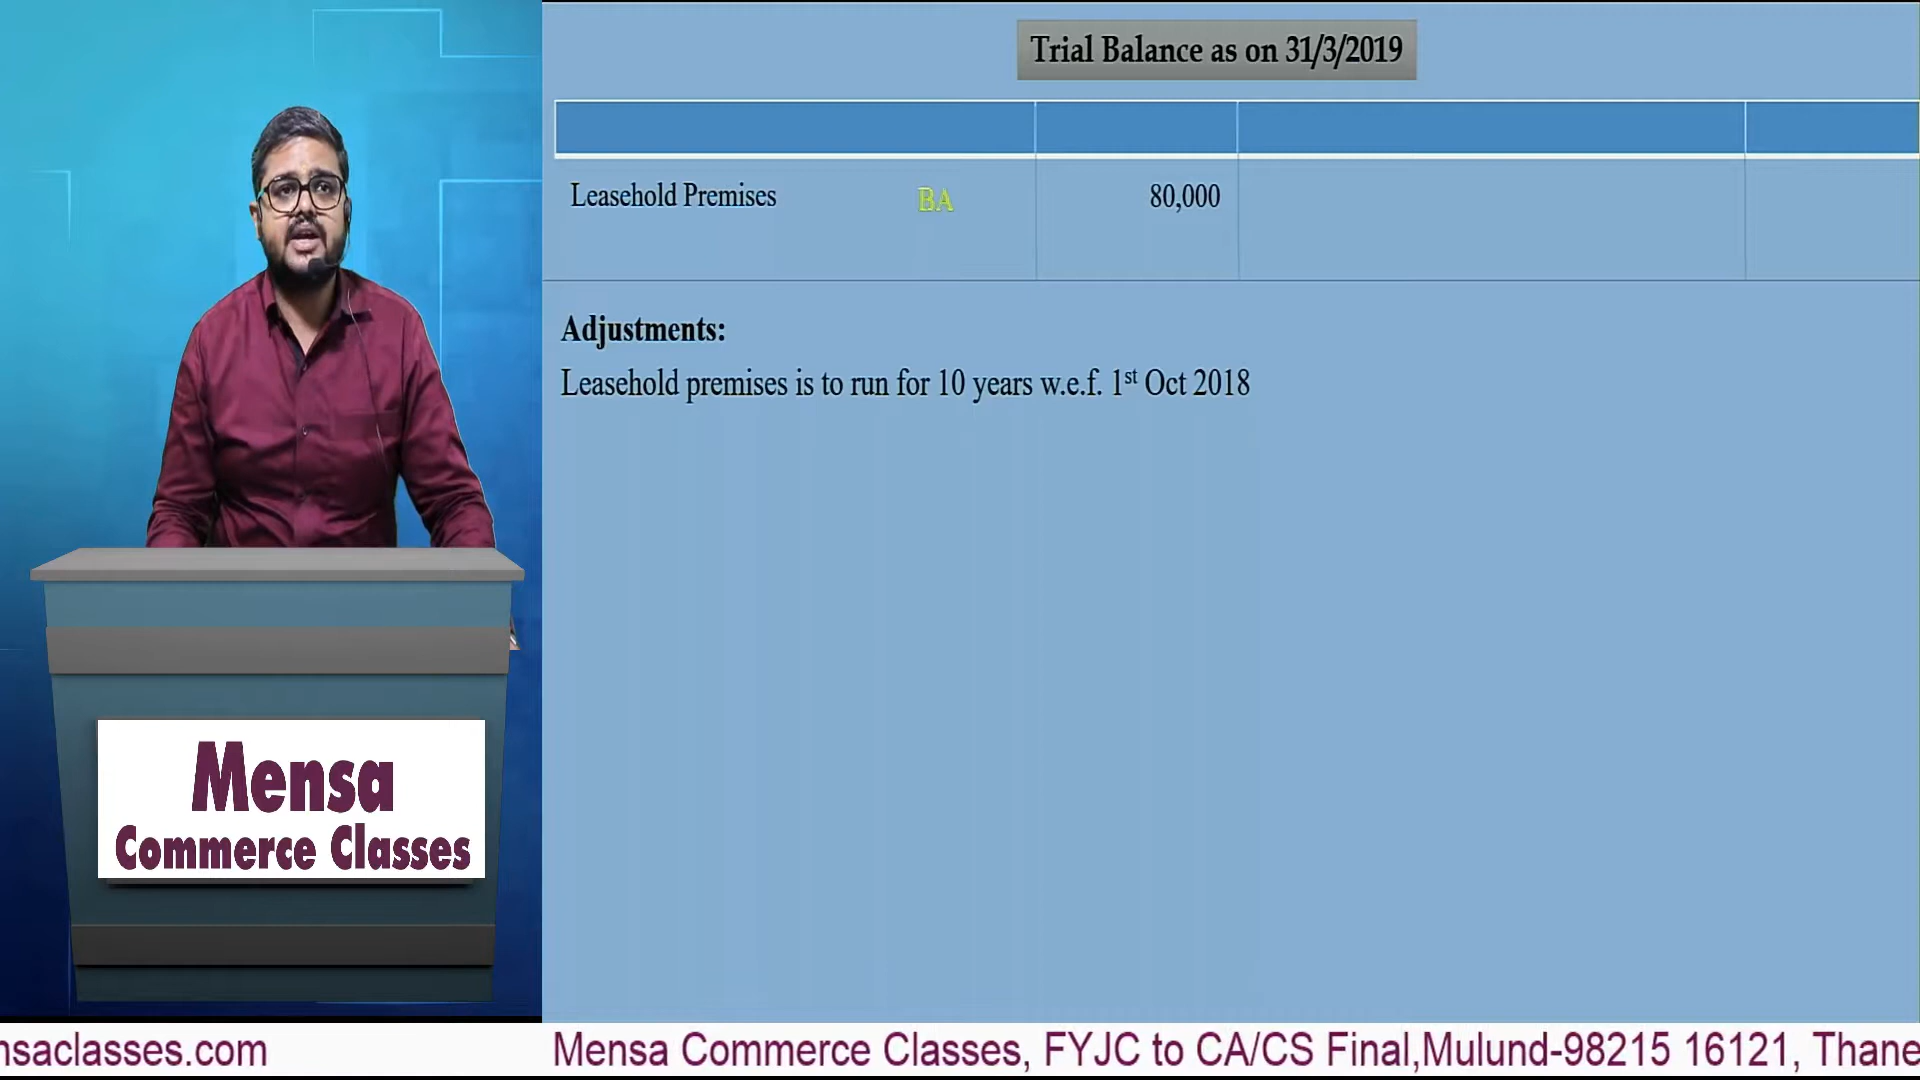 Trial Balance as on 31/3/2019
Leasehold Premises BA 80,000
Adjustments:
Leasehold premises is to run for 10 years w.e.f. 1st Oct 2018
Mensa
Commerce Classes
nsaclasses.com Mensa Commerce Classes, FYJC to CA/CS Final,Mulund-98215 16121, Thane